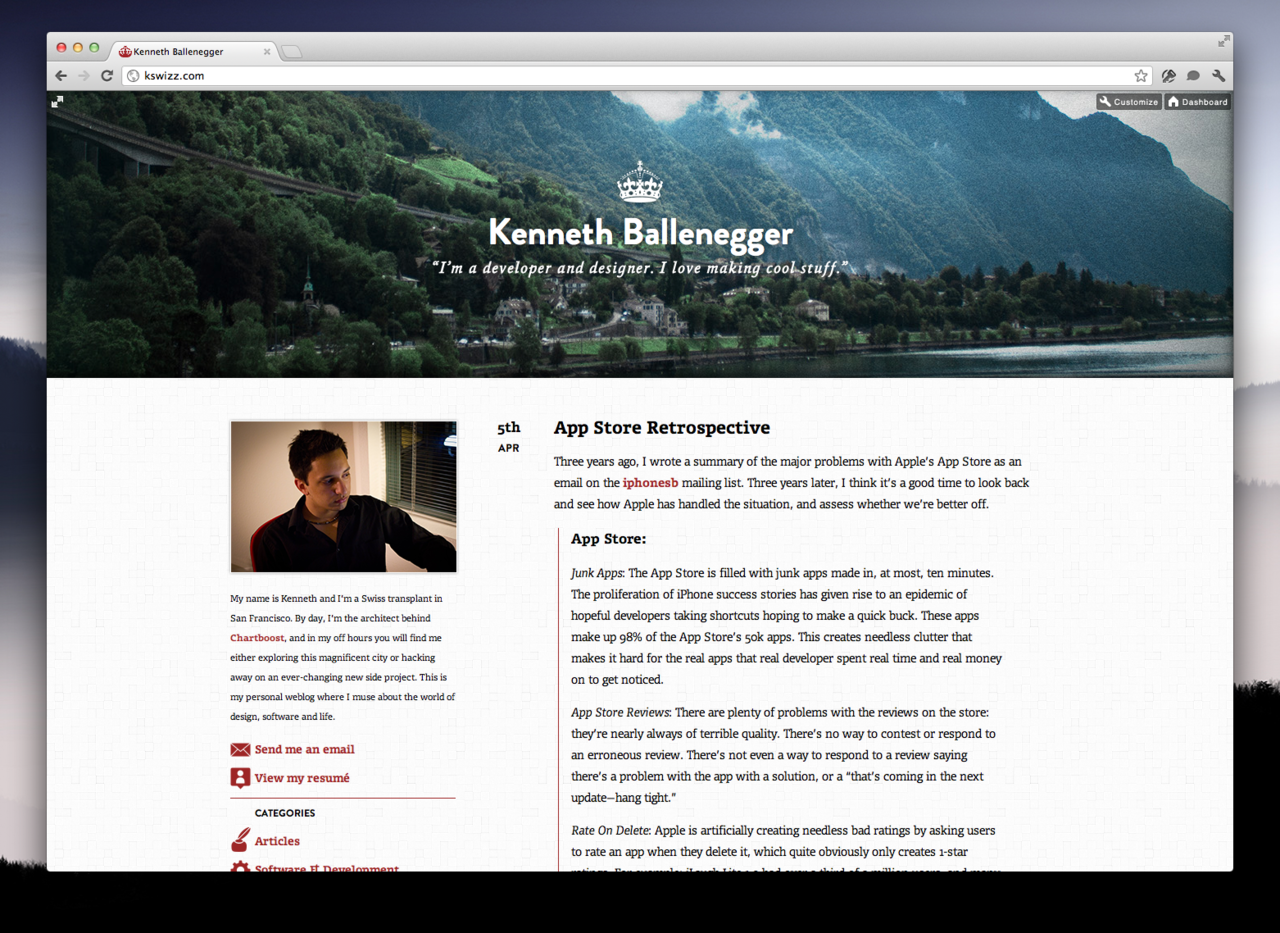 Kenneth Ballenegger
kswizz.com
Customize
Dashboard
Kenneth Ballenegger
“I’m a developer and designer. I love making cool stuff.”
My name is Kenneth and I’m a Swiss transplant in
San Francisco. By day, I’m the architect behind
Chartboost, and in my off hours you will find me
either exploring this magnificent city or hacking
away on an ever-changing new side project. This is
my personal weblog where I muse about the world of
design, software and life.
Send me an email
View my resumé
CATEGORIES
Articles
Software & Development
5th
APR
App Store Retrospective
Three years ago, I wrote a summary of the major problems with Apple’s App Store as an
email on the iphonesb mailing list. Three years later, I think it’s a good time to look back
and see how Apple has handled the situation, and assess whether we’re better off.
App Store:
Junk Apps: The App Store is filled with junk apps made in, at most, ten minutes.
The proliferation of iPhone success stories has given rise to an epidemic of
hopeful developers taking shortcuts hoping to make a quick buck. These apps
make up 98% of the App Store’s 50k apps. This creates needless clutter that
makes it hard for the real apps that real developer spent real time and real money
on to get noticed.
App Store Reviews: There are plenty of problems with the reviews on the store:
they’re nearly always of terrible quality. There’s no way to contest or respond to
an erroneous review. There’s not even a way to respond to a review saying
there’s a problem with the app with a solution, or a “that’s coming in the next
update—hang tight.”
Rate On Delete: Apple is artificially creating needless bad ratings by asking users
to rate an app when they delete it, which quite obviously only creates 1-star